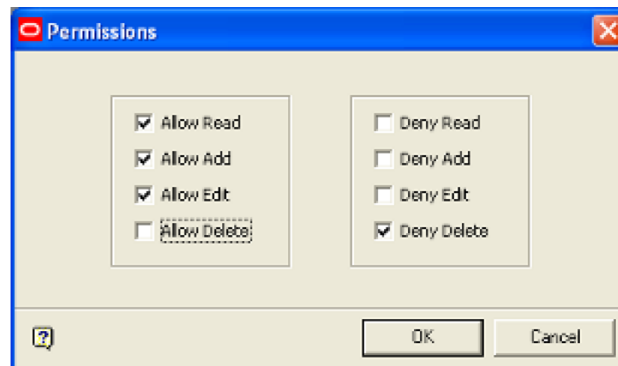 Permissions
Allow Read
Allow Add
Allow Edit
Allow Delete
Deny Read
Deny Add
Deny Edit
Deny Delete
?
OK
Cancel